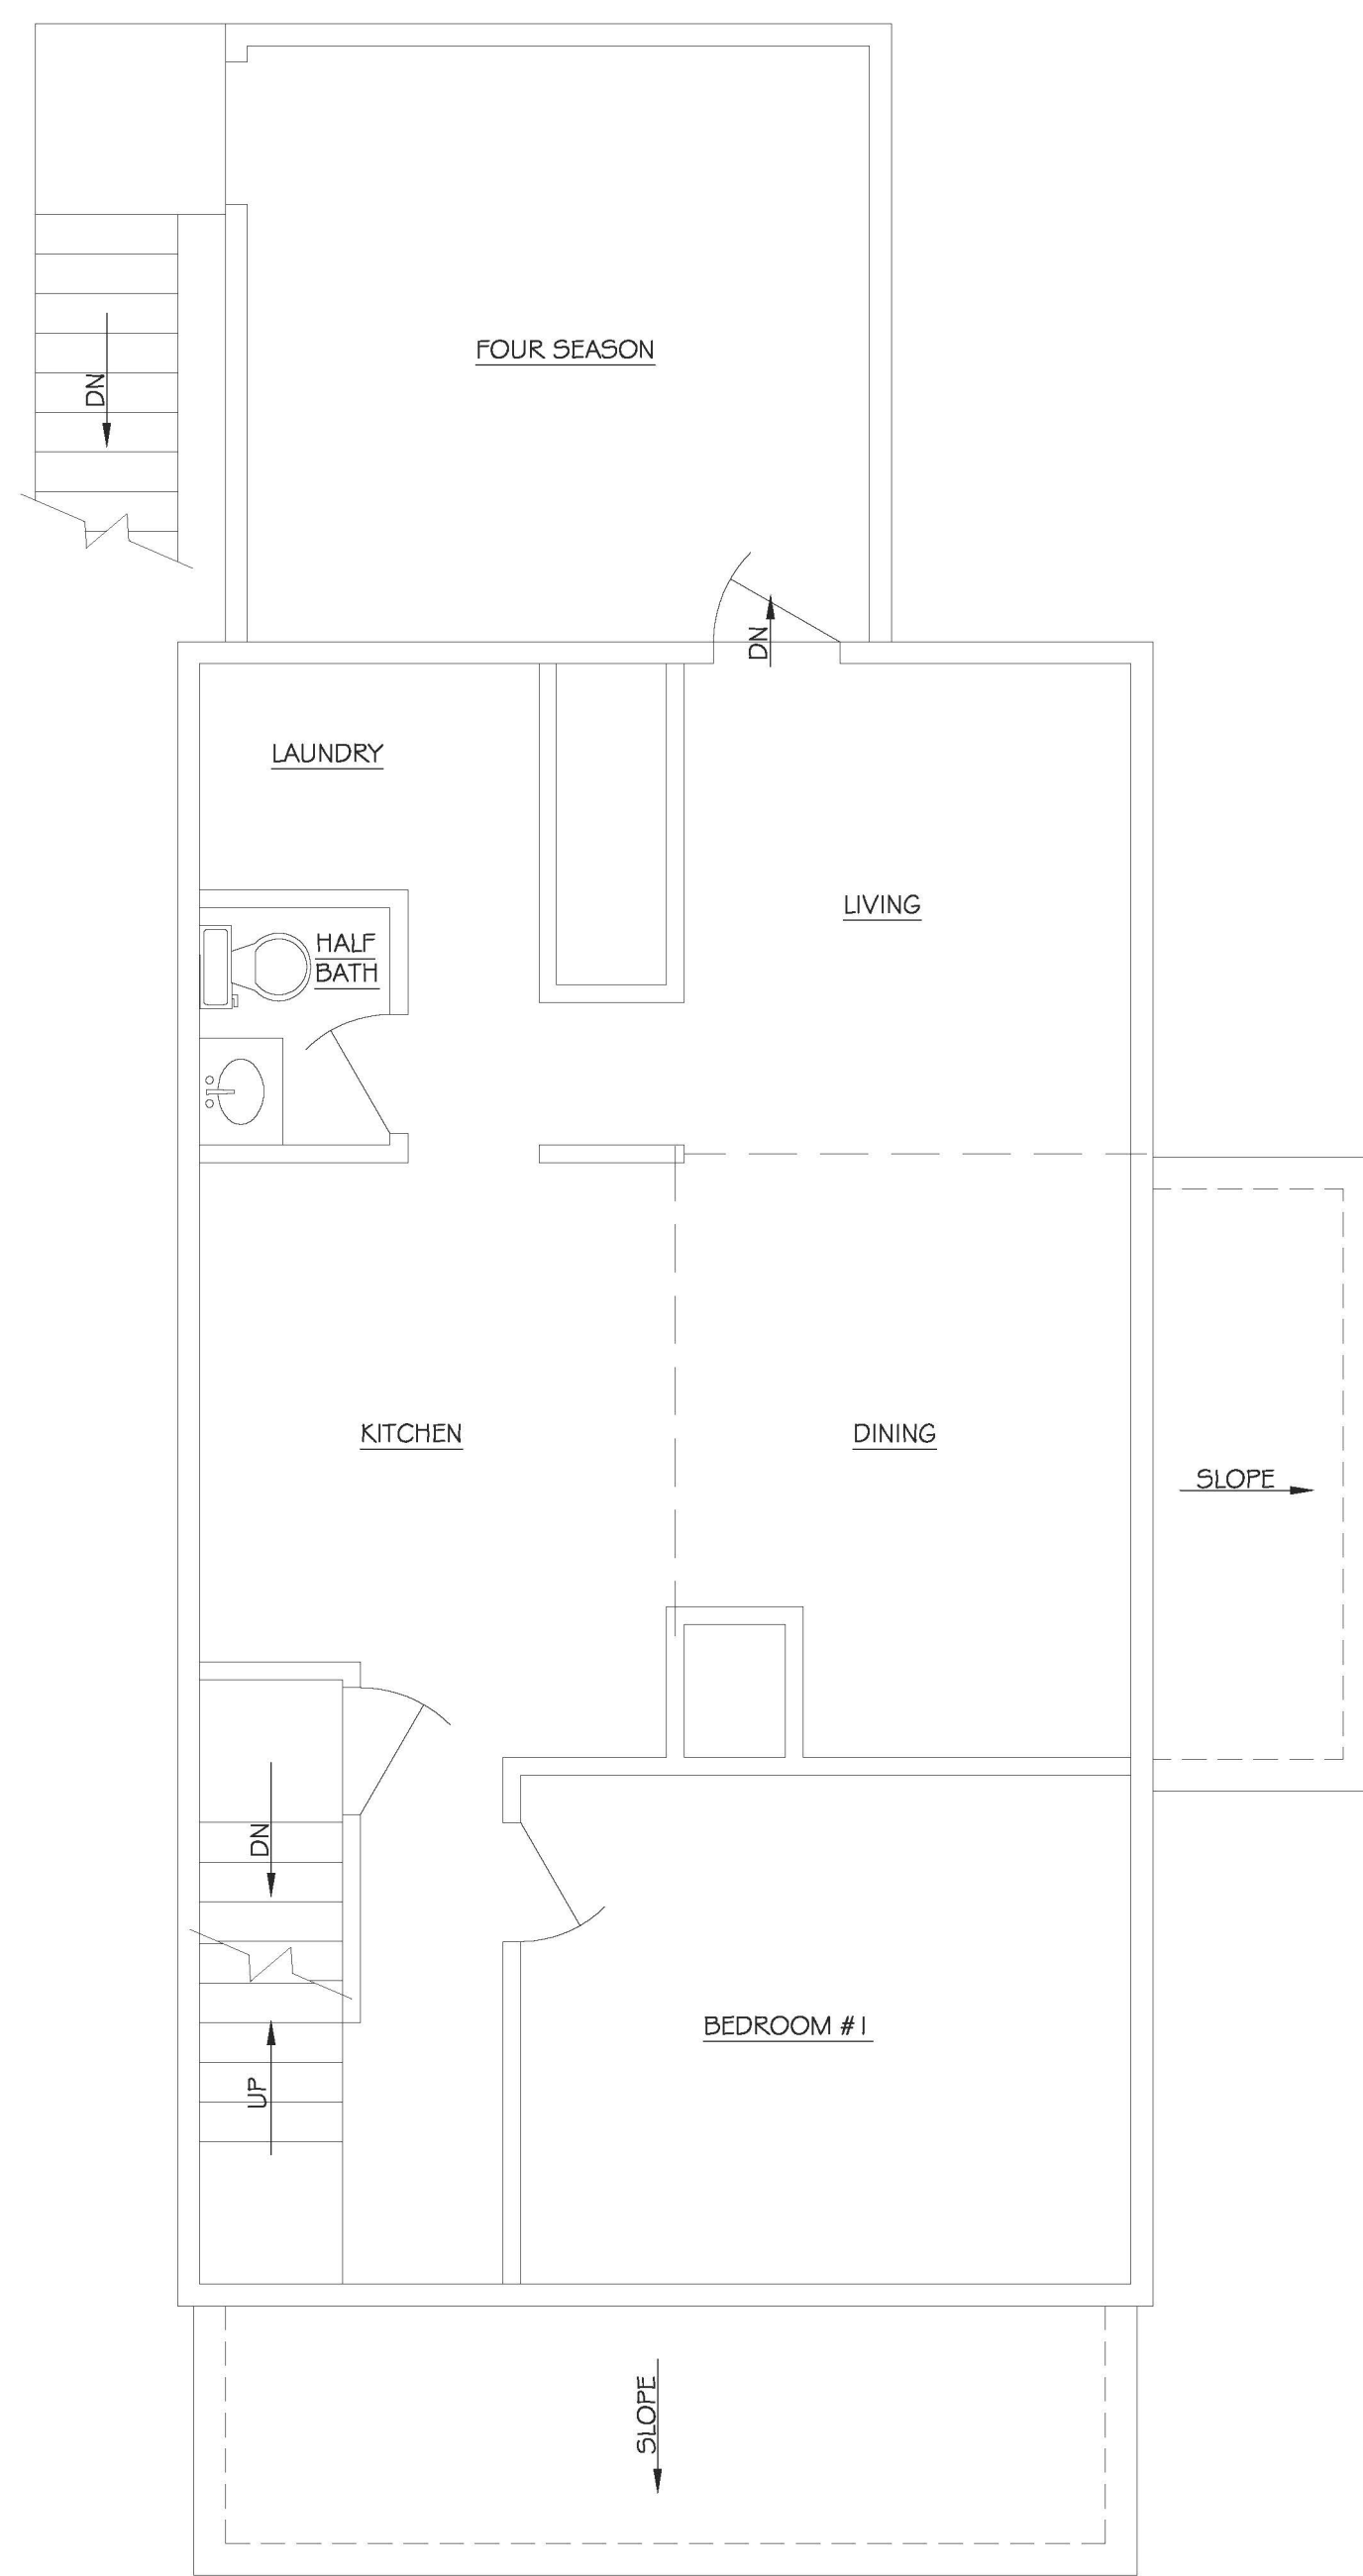 FOUR SEASON
DN
DN
LAUNDRY
LIVING
HALF
BATH
KITCHEN
DINING
SLOPE
DN
BEDROOM #1
UP
SLOPE